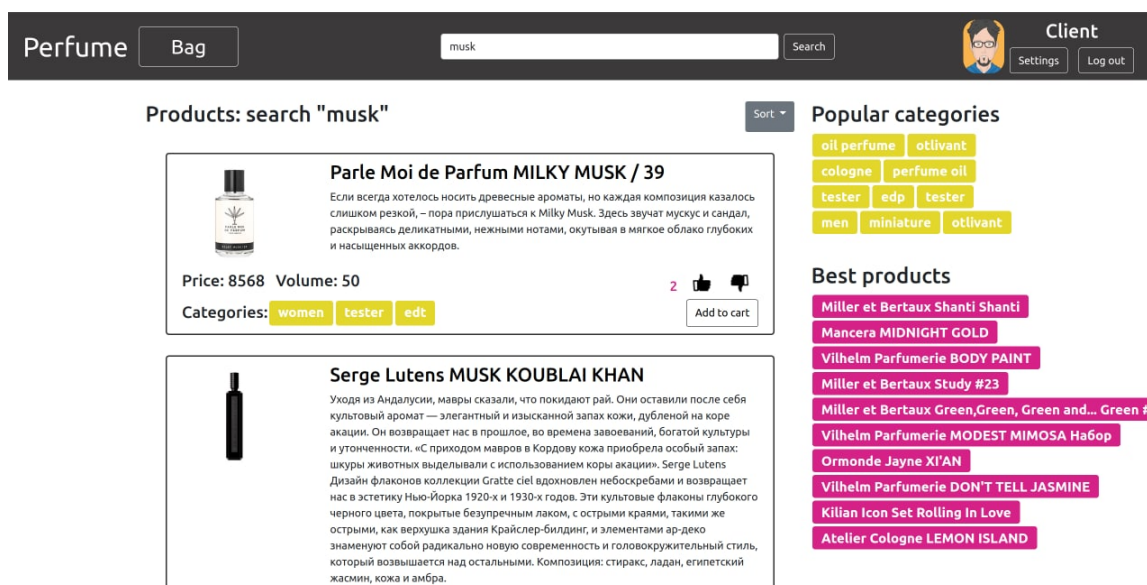 Perfume Bag musk Search Client
Settings Log out
Products: search "musk"
Sort
Parle Moi de Parfum MILKY MUSK / 39
Если всегда хотелось носить древесные ароматы, но каждая композиция казалось
слишком резкой, – пора прислушаться к Milky Musk. Здесь звучат мускус и сандал,
раскрываясь деликатными, нежными нотами, окутывая в мягкое облако глубоких
и насыщенных аккордов.
Price: 8568 Volume: 50
2
Categories: women tester edt
Add to cart
Serge Lutens MUSK KOUBLAI KHAN
Уходя из Андалусии, мавры сказали, что покидают рай. Они оставили после себя
культовый аромат — элегантный и изысканной запах кожи, дубленой на коре
акации. Он возвращает нас в прошлое, во времена завоеваний, богатой культуры
и утонченности. «С приходом мавров в Кордову кожа приобрела особый запах:
шкуры животных выделывали с использованием коры акации». Serge Lutens
Дизайн флаконов коллекции Gratte ciel вдохновлен небоскребами и возвращает
нас в эстетику Нью-Йорка 1920-х и 1930-х годов. Эти культовые флаконы глубокого
черного цвета, покрытые безупречным лаком, с острыми краями, такими же
острыми, как верхушка здания Крайслер-билдинг, и элементами ар-деко
знаменуют собой радикально новую современность и головокружительный стиль,
который возвышается над остальными. Композиция: стиракс, ладан, египетский
жасмин, кожа и амбра.
Popular categories
oil perfume otlivant
cologne perfume oil
tester edp tester
men miniature otlivant
Best products
Miller et Bertaux Shanti Shanti
Mancera MIDNIGHT GOLD
Vilhelm Parfumerie BODY PAINT
Miller et Bertaux Study #23
Miller et Bertaux Green,Green, Green and... Green #
Vilhelm Parfumerie MODEST MIMOSA Набор
Ormonde Jayne XI'AN
Vilhelm Parfumerie DON'T TELL JASMINE
Kilian Icon Set Rolling In Love
Atelier Cologne LEMON ISLAND